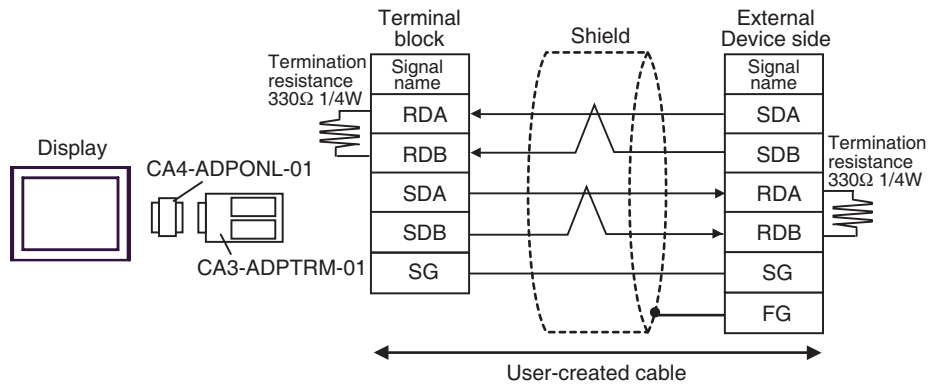 Terminal
block
Shield
External
Device side
Termination
resistance
330Ω 1/4W
Signal
name
Signal
name
RDA
SDA
RDB
SDB
Termination
resistance
330Ω 1/4W
Display
CA4-ADPONL-01
SDA
RDA
SDB
RDB
CA3-ADPTRM-01
SG
SG
FG
User-created cable